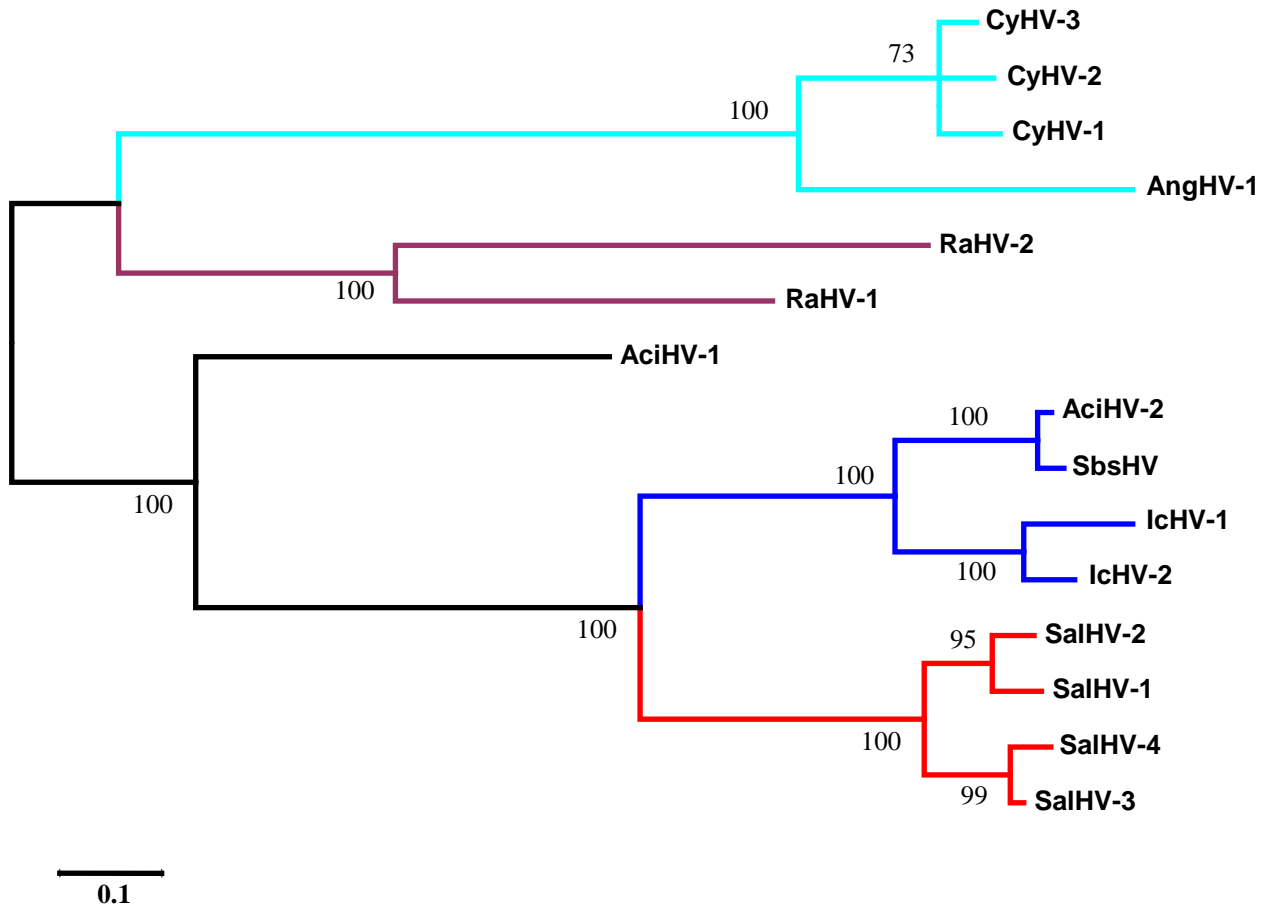 CyHV-3
73
CyHV-2
100
CyHV-1
AngHV-1
RaHV-2
100
RaHV-1
AciHV-1
AciHV-2
100
SbsHV
100
100
IcHV-1
100
IcHV-2
100
SalHV-2
95
SalHV-1
100
SalHV-4
99
SalHV-3
0.1